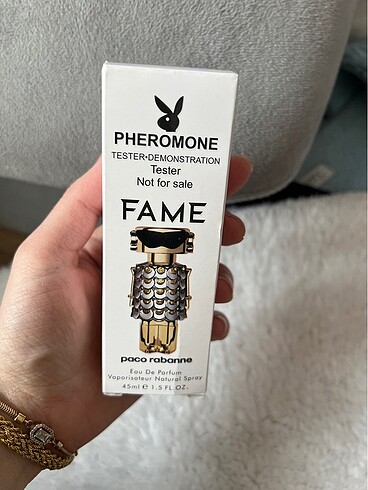 PHEROMONE
TESTER•DEMONSTRATION
Tester
Not for sale
FAME
paco rabanne
Eau De Parfum
Vaporisateur Natural Spray
45ml e 1.5 FL.OZ.